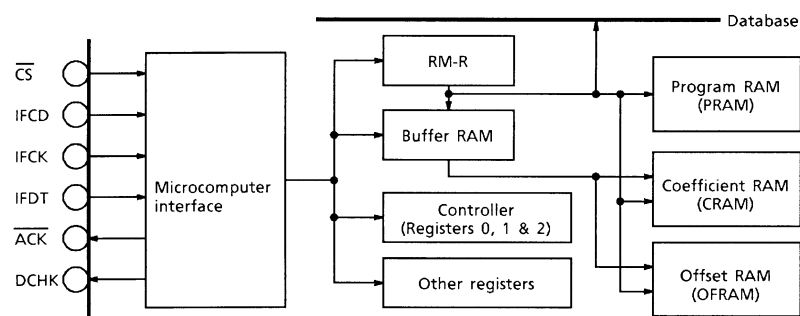 Database
CS
IFCD
IFCK
IFDT
ACK
DCHK
Microcomputer
interface
RM-R
Buffer RAM
Controller
(Registers 0, 1 & 2)
Other registers
Program RAM
(PRAM)
Coefficient RAM
(CRAM)
Offset RAM
(OFRAM)